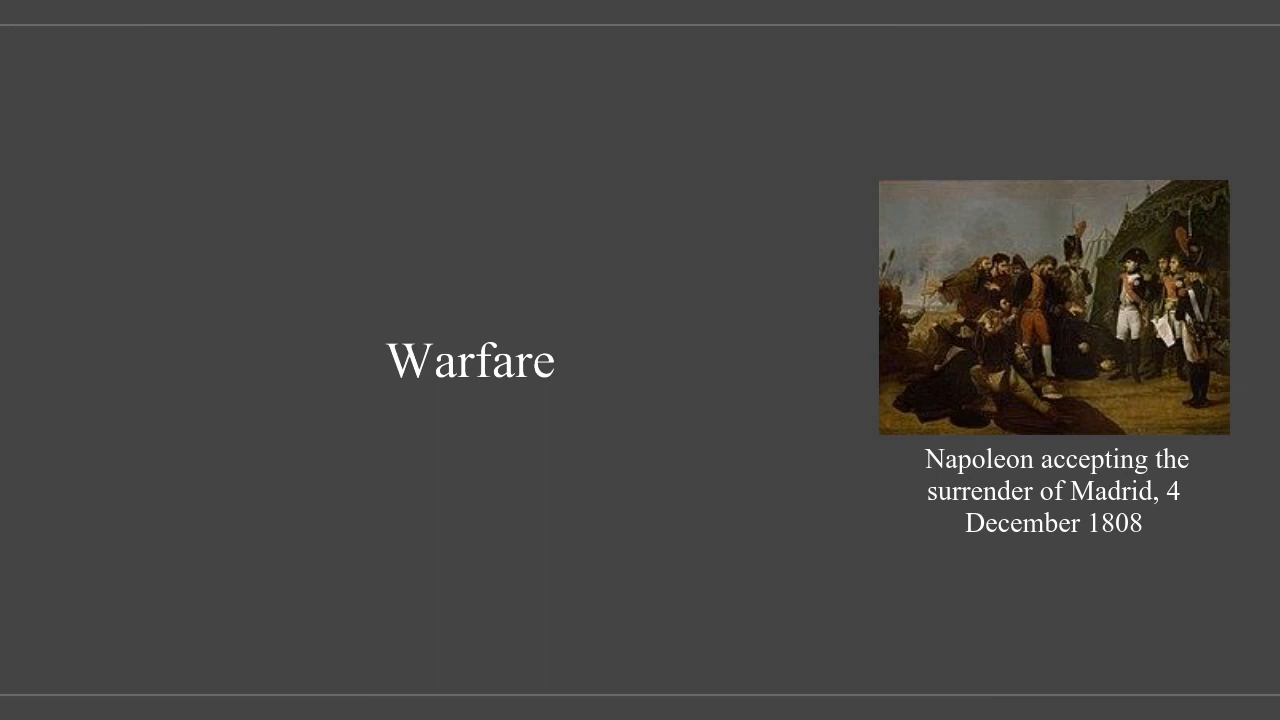 Warfare
Napoleon accepting the
surrender of Madrid, 4
December 1808